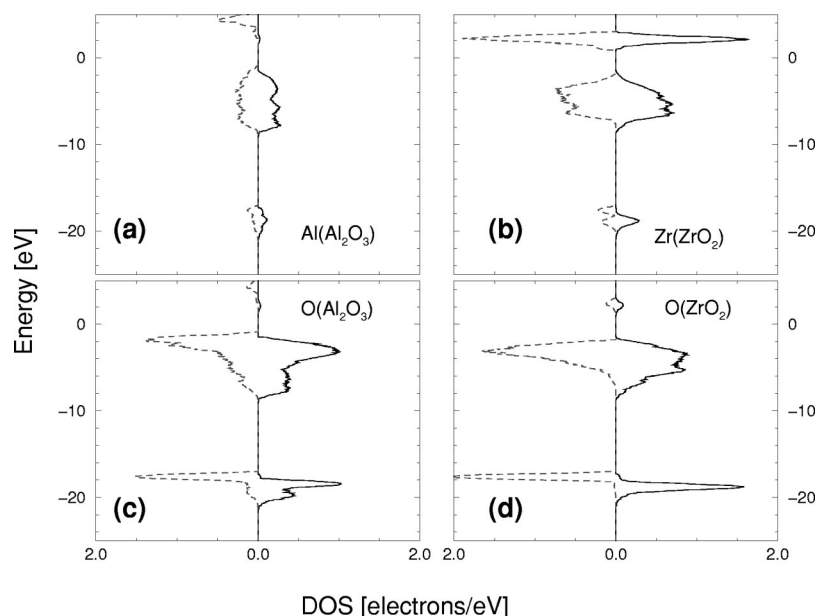 0
−10
−20
(a)
Al(Al₂O₃)
(b)
Zr(ZrO₂)
0
−10
−20
Energy [eV]
0
−10
−20
O(Al₂O₃)
(c)
O(ZrO₂)
(d)
0
−10
−20
2.0
0.0
2.0
2.0
0.0
2.0
DOS [electrons/eV]